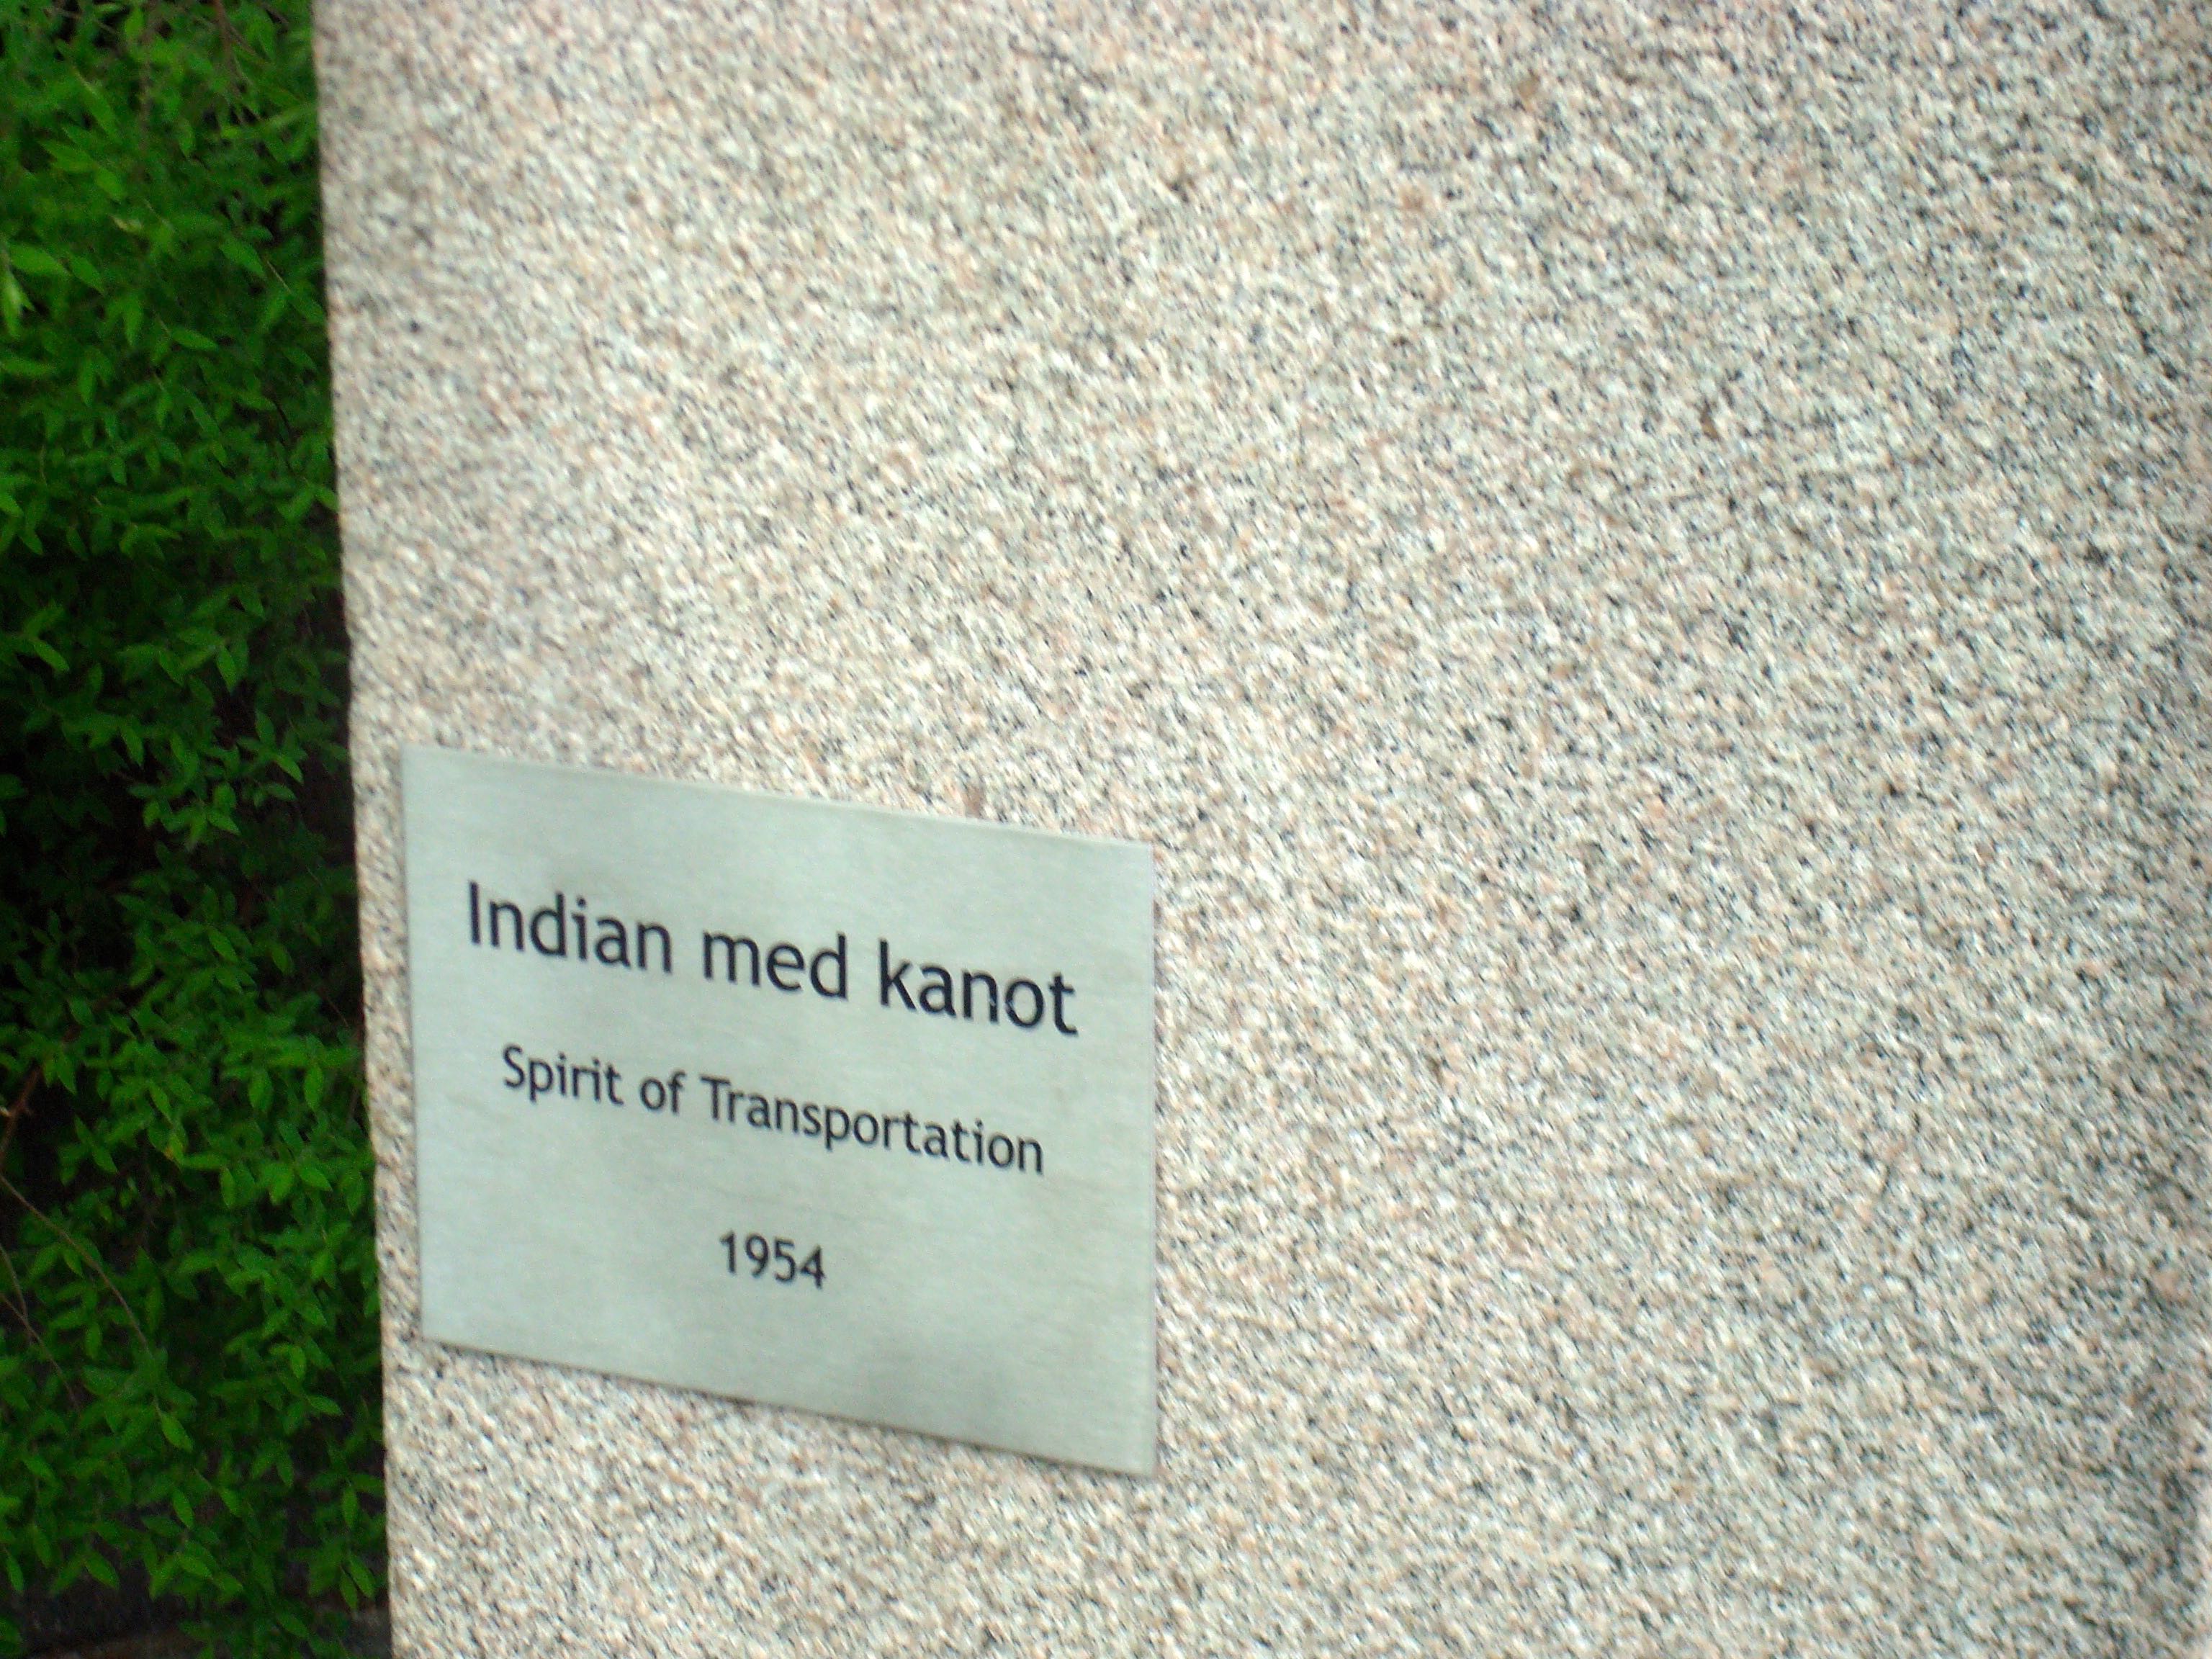 Indian med kanot
Spirit of Transportation
1954